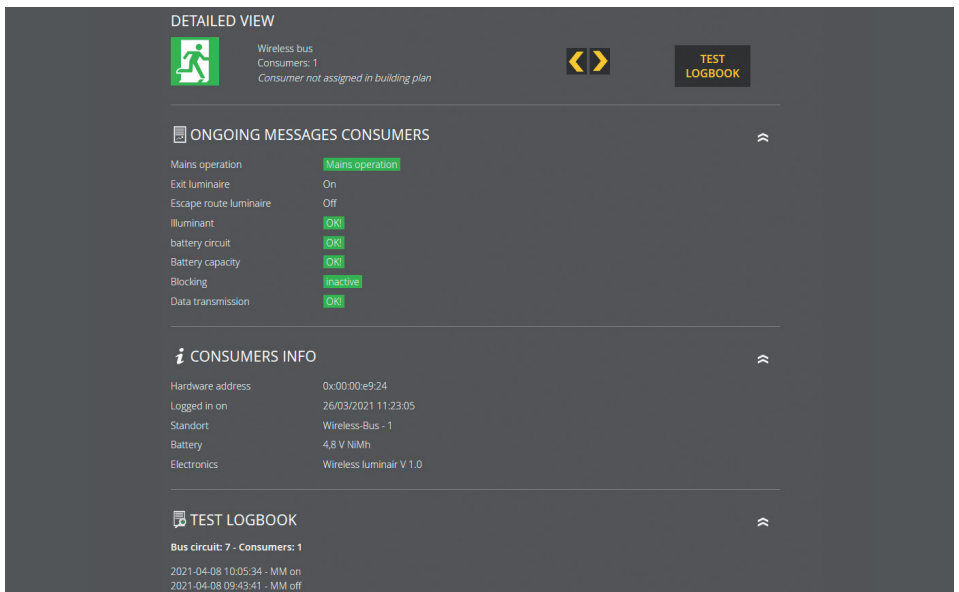 DETAILED VIEW
Wireless bus
Consumers: 1
Consumer not assigned in building plan
TEST
LOGBOOK
ONGOING MESSAGES CONSUMERS
Mains operation Mains operation
Exit luminaire On
Escape route luminaire Off
Illuminant OK!
battery circuit OK!
Battery capacity OK!
Blocking inactive
Data transmission OK!
CONSUMERS INFO
Hardware address 0x:00:00:e9:24
Logged in on 26/03/2021 11:23:05
Standort Wireless-Bus - 1
Battery 4,8 V NiMh
Electronics Wireless luminair V 1.0
TEST LOGBOOK
Bus circuit: 7 - Consumers: 1
2021-04-08 10:05:34 - MM on
2021-04-08 09:43:41 - MM off